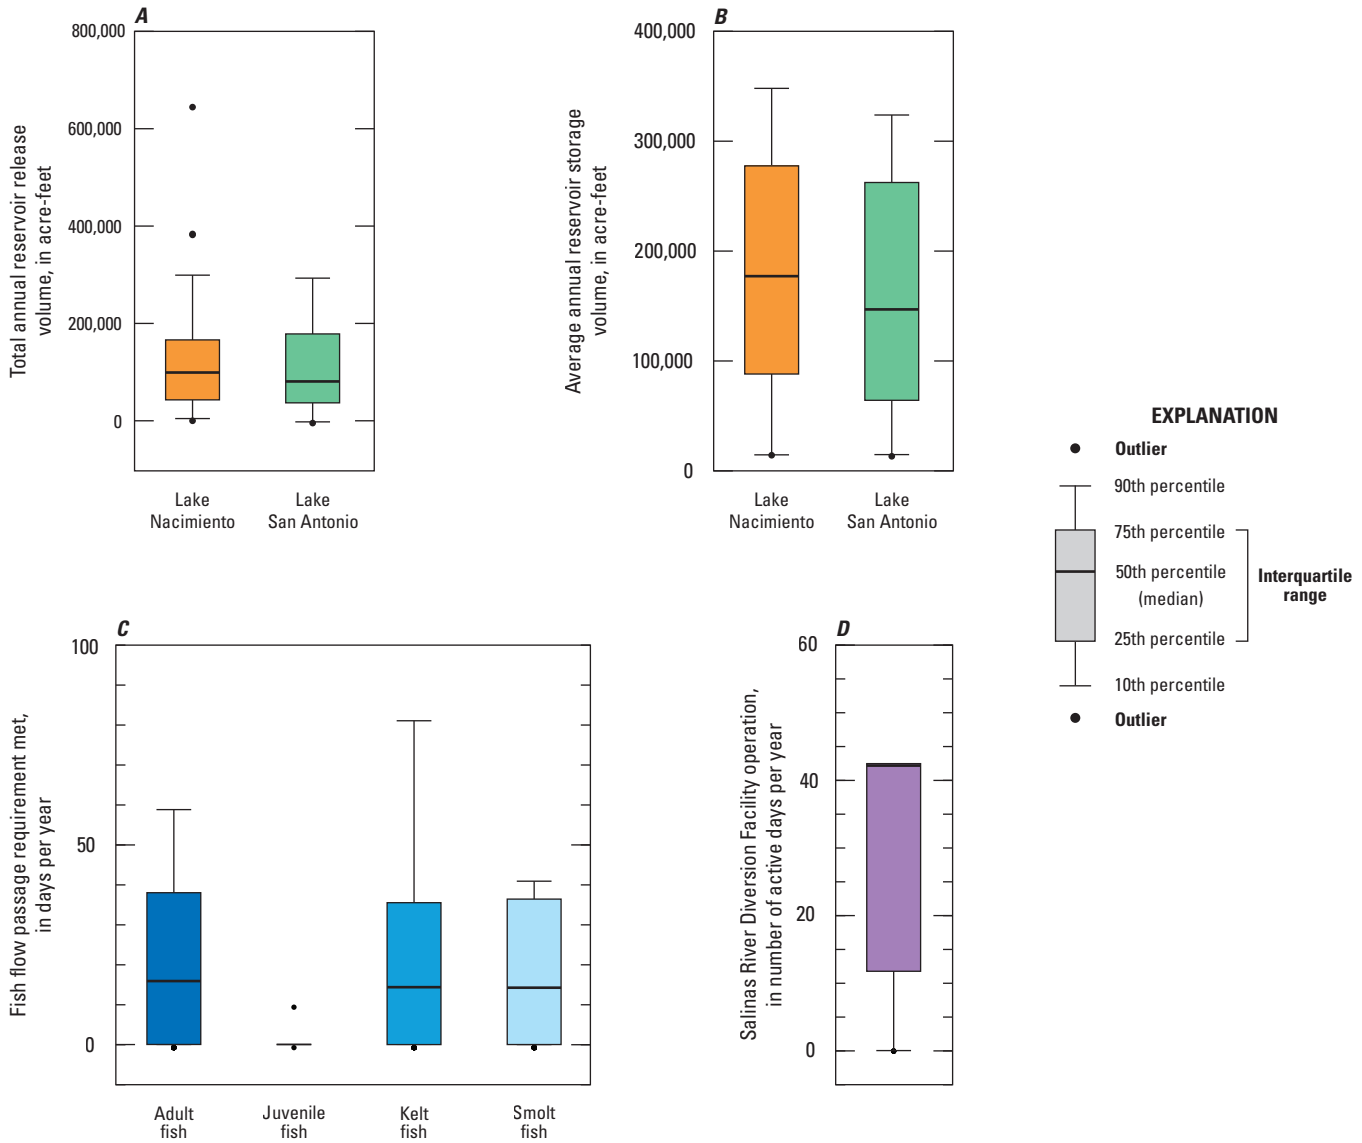 A
800,000
600,000
400,000
200,000
0
Total annual reservoir release
volume, in acre-feet
Lake
Nacimiento
Lake
San Antonio
B
400,000
300,000
200,000
100,000
0
Average annual reservoir storage
volume, in acre-feet
Lake
Nacimiento
Lake
San Antonio
EXPLANATION
Outlier
90th percentile
75th percentile
50th percentile
(median)
25th percentile
Interquartile
range
10th percentile
Outlier
C
100
50
0
Fish flow passage requirement met,
in days per year
Adult
fish
Juvenile
fish
Kelt
fish
Smolt
fish
D
60
40
20
0
Salinas River Diversion Facility operation,
in number of active days per year